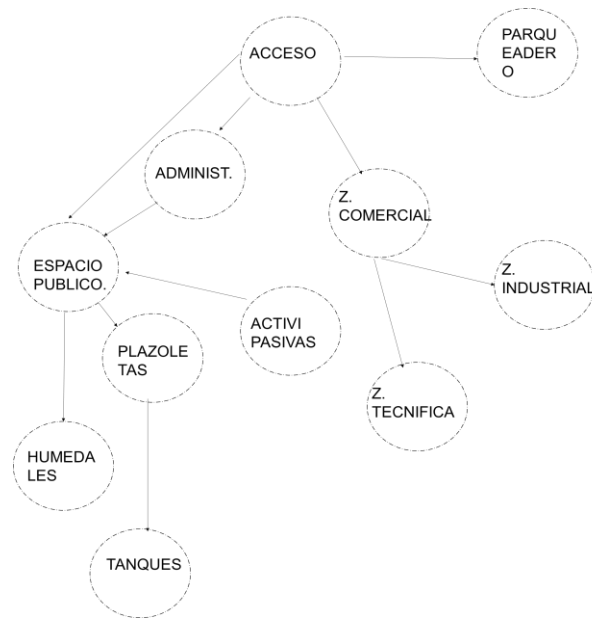 ACCESO
PARQU
EADER
O
ADMINIST.
Z.
COMERCIAL
ESPACIO
PUBLICO.
Z.
INDUSTRIAL
ACTIVI
PASIVAS
PLAZOLE
TAS
Z.
TECNIFICA
HUMEDA
LES
TANQUES